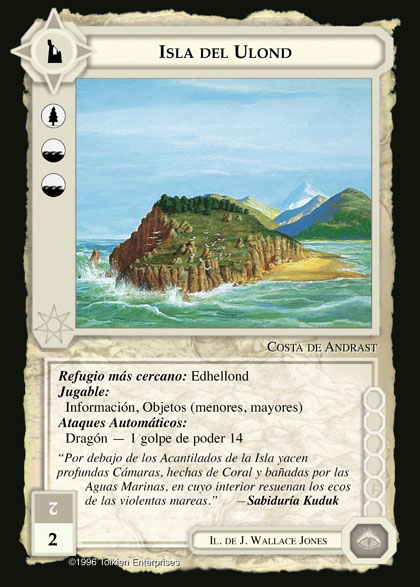 ISLA DEL ULOND
COSTA DE ANDRAST
Refugio más cercano: Edhellond
Jugable:
Información, Objetos (menores, mayores)
Ataques Automáticos:
Dragón — 1 golpe de poder 14
“Por debajo de los Acantilados de la Isla yacen
profundas Cámaras, hechas de Coral y bañadas por las
Aguas Marinas, en cuyo interior resuenan los ecos
de las violentas mareas.” —Sabiduría Kuduk
2
2
IL. DE J. WALLACE JONES
©1996 Tolkien Enterprises